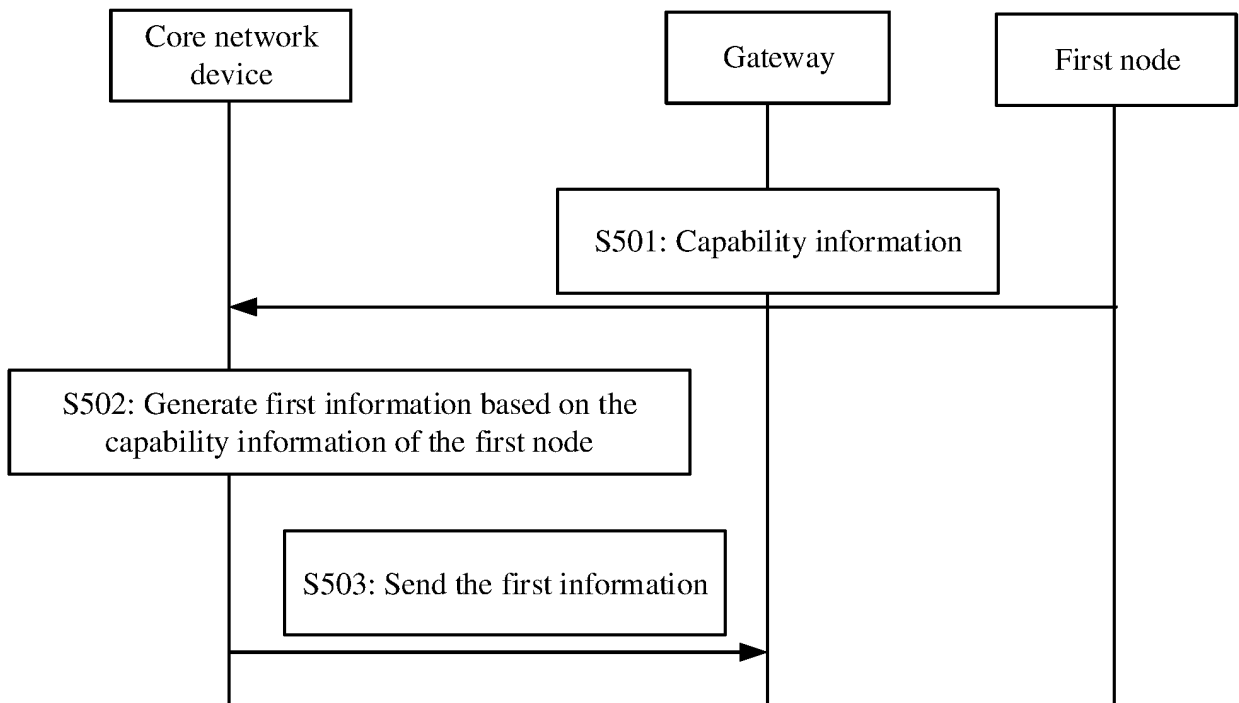 Core network
device
Gateway
First node
S501: Capability information
S502: Generate first information based on the
capability information of the first node
S503: Send the first information